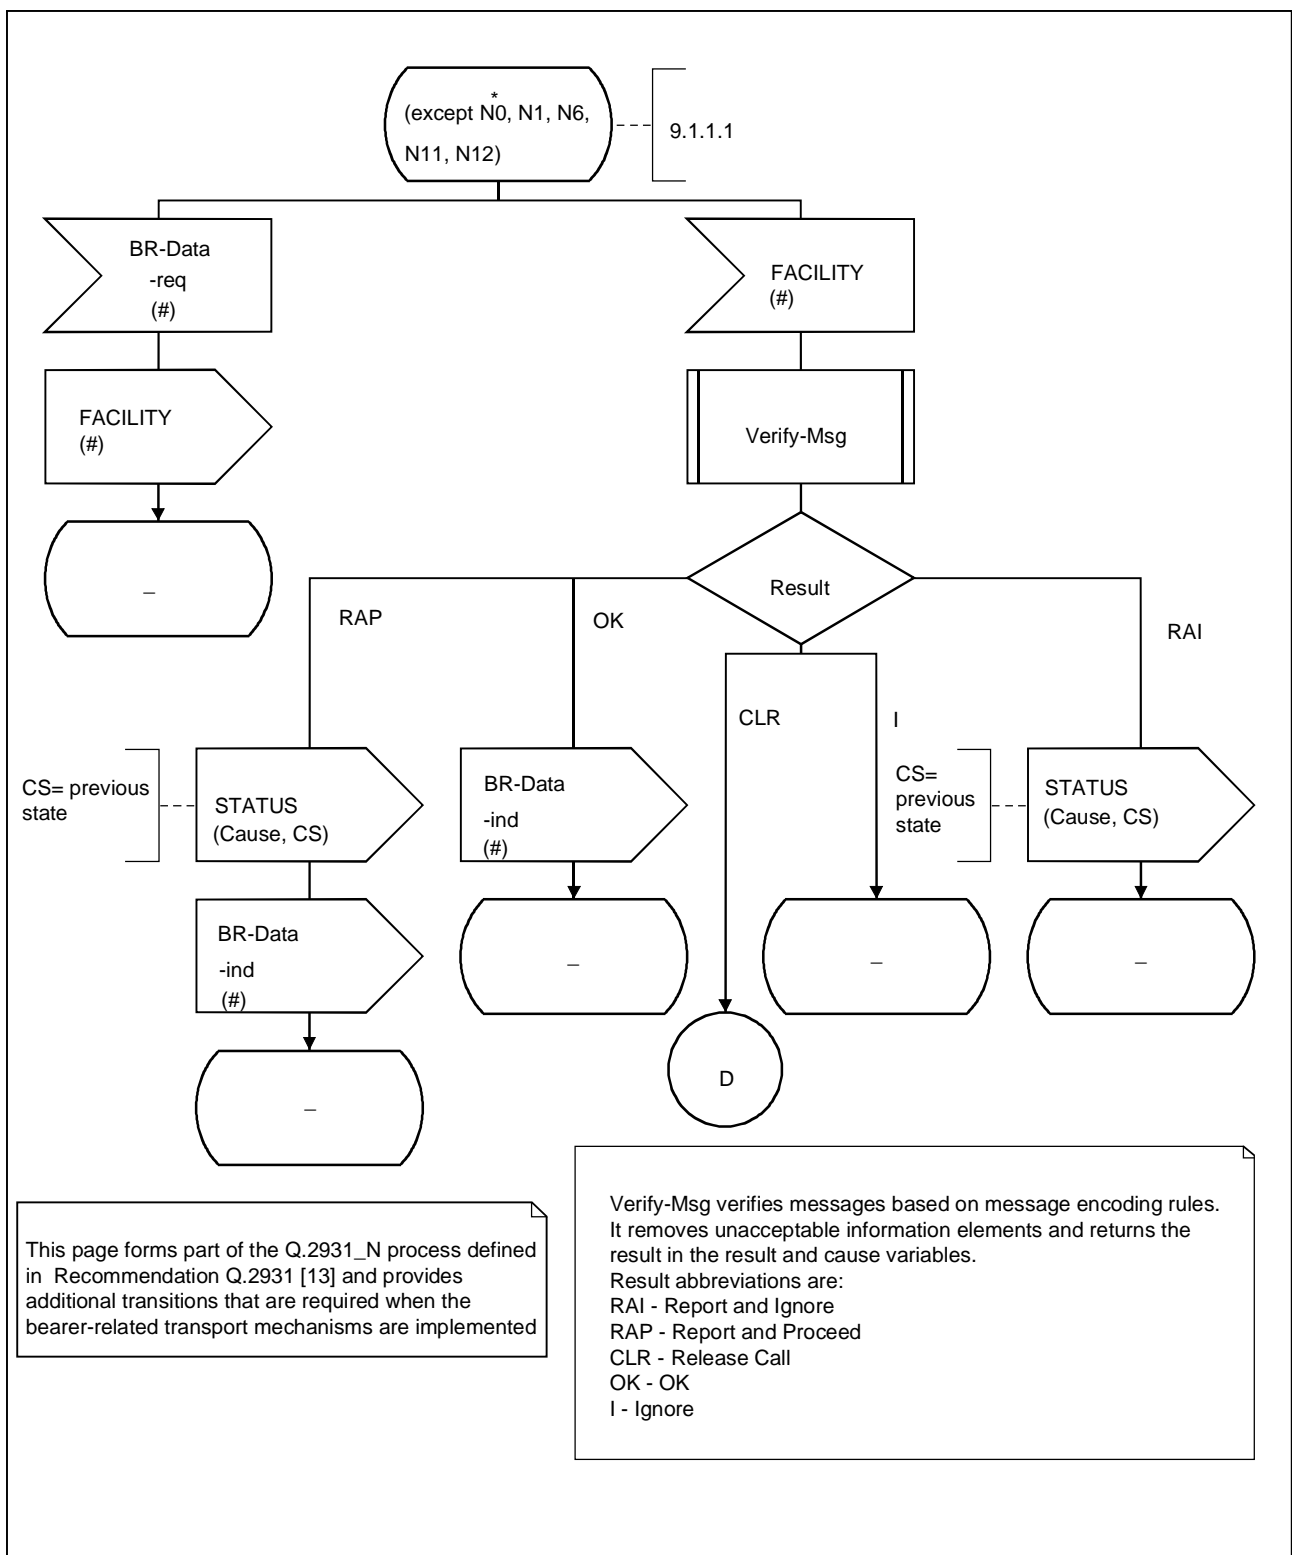 *
(except N0, N1, N6,
N11, N12)
9.1.1.1
BR-Data
-req
(#)
FACILITY
(#)
FACILITY
(#)
Verify-Msg
_
Result
RAP
OK
RAI
CLR
I
CS= previous
state
STATUS
(Cause, CS)
BR-Data
-ind
(#)
CS=
previous
state
STATUS
(Cause, CS)
BR-Data
-ind
(#)
_
_
_
D
_
This page forms part of the Q.2931_N process defined
in Recommendation Q.2931 [13] and provides
additional transitions that are required when the
bearer-related transport mechanisms are implemented
Verify-Msg verifies messages based on message encoding rules.
It removes unacceptable information elements and returns the
result in the result and cause variables.
Result abbreviations are:
RAI - Report and Ignore
RAP - Report and Proceed
CLR - Release Call
OK - OK
I - Ignore